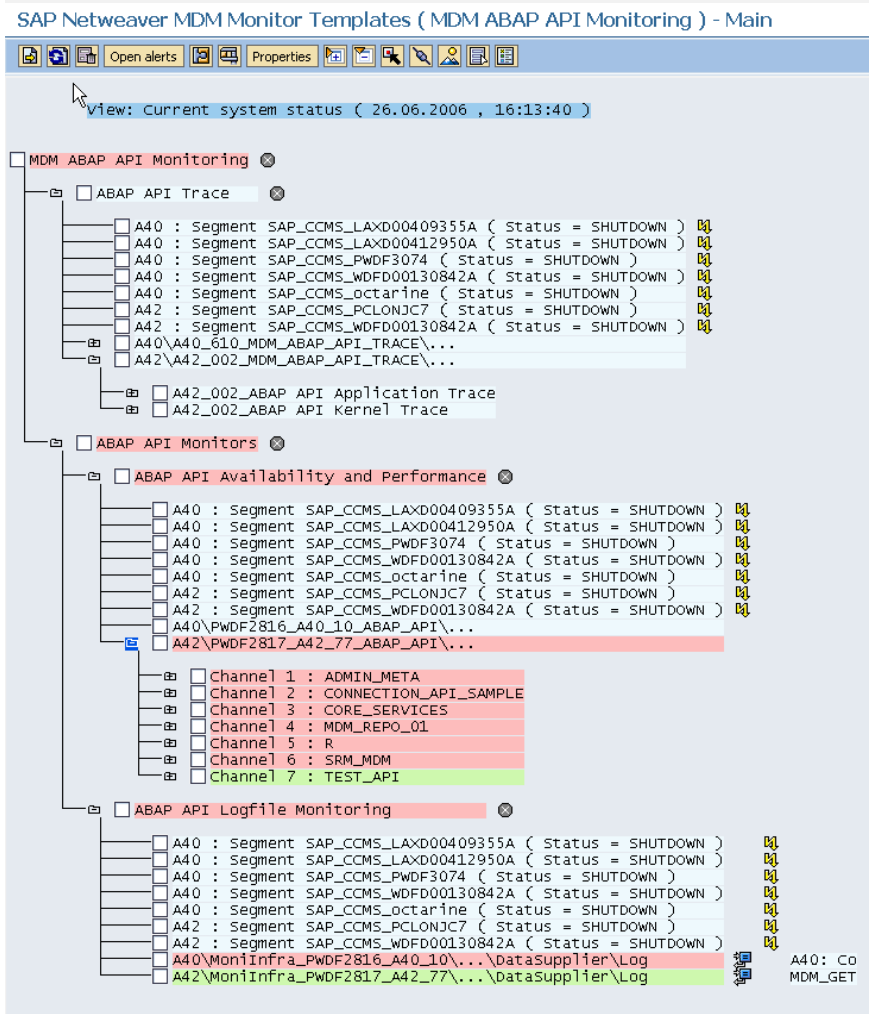 SAP Netweaver MDM Monitor Templates ( MDM ABAP API Monitoring ) - Main
Open alerts Properties
View: Current system status ( 26.06.2006 , 16:13:40 )
MDM ABAP API Monitoring
ABAP API Trace
A40 : Segment SAP_CCMS_LAXD00409355A ( Status = SHUTDOWN )
A40 : Segment SAP_CCMS_LAXD00412950A ( Status = SHUTDOWN )
A40 : Segment SAP_CCMS_PWDF3074 ( Status = SHUTDOWN )
A40 : Segment SAP_CCMS_WDFD00130842A ( Status = SHUTDOWN )
A40 : Segment SAP_CCMS_octarine ( Status = SHUTDOWN )
A42 : Segment SAP_CCMS_PCLONJC7 ( Status = SHUTDOWN )
A42 : Segment SAP_CCMS_WDFD00130842A ( Status = SHUTDOWN )
A40\A40_610_MDM_ABAP_API_TRACE\...
A42\A42_002_MDM_ABAP_API_TRACE\...
A42_002_ABAP API Application Trace
A42_002_ABAP API Kernel Trace
ABAP API Monitors
ABAP API Availability and Performance
A40 : Segment SAP_CCMS_LAXD00409355A ( Status = SHUTDOWN )
A40 : Segment SAP_CCMS_LAXD00412950A ( Status = SHUTDOWN )
A40 : Segment SAP_CCMS_PWDF3074 ( Status = SHUTDOWN )
A40 : Segment SAP_CCMS_WDFD00130842A ( Status = SHUTDOWN )
A40 : Segment SAP_CCMS_octarine ( Status = SHUTDOWN )
A42 : Segment SAP_CCMS_PCLONJC7 ( Status = SHUTDOWN )
A42 : Segment SAP_CCMS_WDFD00130842A ( Status = SHUTDOWN )
A40\PWDF2816_A40_10_ABAP_API\...
A42\PWDF2817_A42_77_ABAP_API\...
Channel 1 : ADMIN_META
Channel 2 : CONNECTION_API_SAMPLE
Channel 3 : CORE_SERVICES
Channel 4 : MDM_REPO_01
Channel 5 : R
Channel 6 : SRM_MDM
Channel 7 : TEST_API
ABAP API Logfile Monitoring
A40 : Segment SAP_CCMS_LAXD00409355A ( Status = SHUTDOWN )
A40 : Segment SAP_CCMS_LAXD00412950A ( Status = SHUTDOWN )
A40 : Segment SAP_CCMS_PWDF3074 ( Status = SHUTDOWN )
A40 : Segment SAP_CCMS_WDFD00130842A ( Status = SHUTDOWN )
A40 : Segment SAP_CCMS_octarine ( Status = SHUTDOWN )
A42 : Segment SAP_CCMS_PCLONJC7 ( Status = SHUTDOWN )
A42 : Segment SAP_CCMS_WDFD00130842A ( Status = SHUTDOWN )
A40\MoniInfra_PWDF2816_A40_10\...\DataSupplier\Log A40: Co
A42\MoniInfra_PWDF2817_A42_77\...\DataSupplier\Log MDM_GET